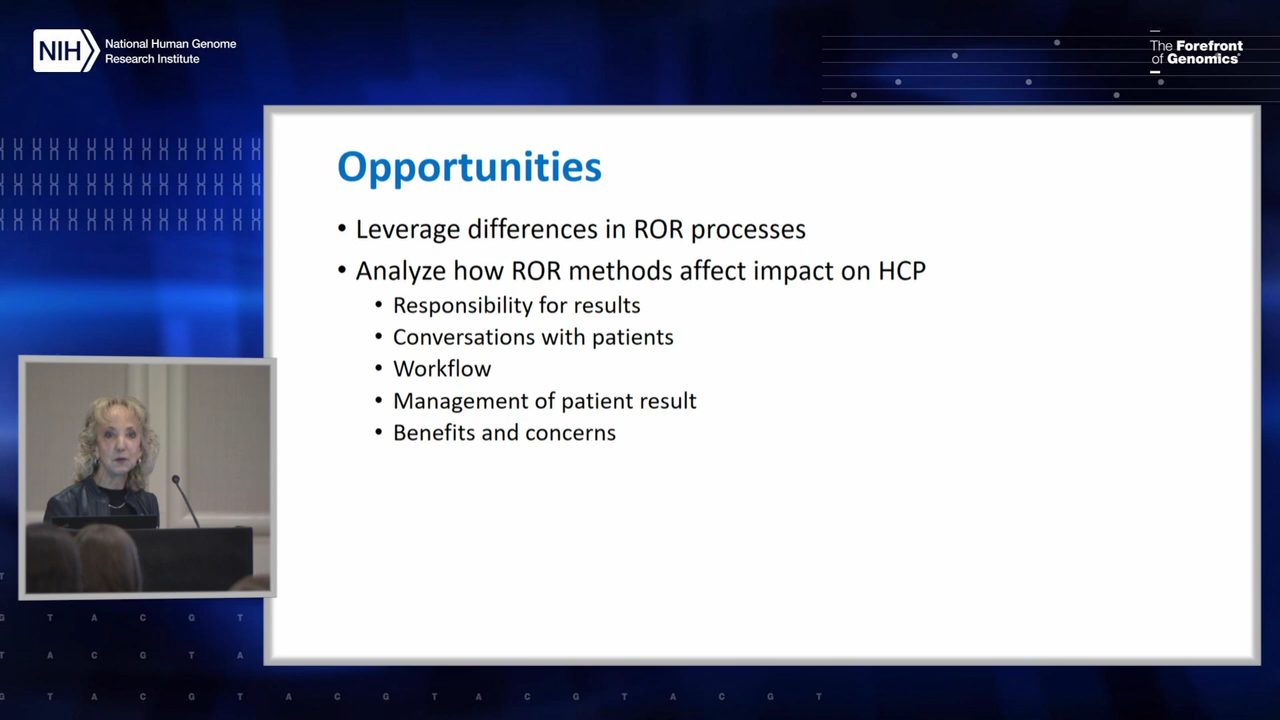 NIH
National Human Genome
Research Institute
The Forefront
of Genomics®
Opportunities
• Leverage differences in ROR processes
• Analyze how ROR methods affect impact on HCP
• Responsibility for results
• Conversations with patients
• Workflow
• Management of patient result
• Benefits and concerns
T
G T A C G T
T A C G T A
G T A C G T A C G T A C G T A C G T